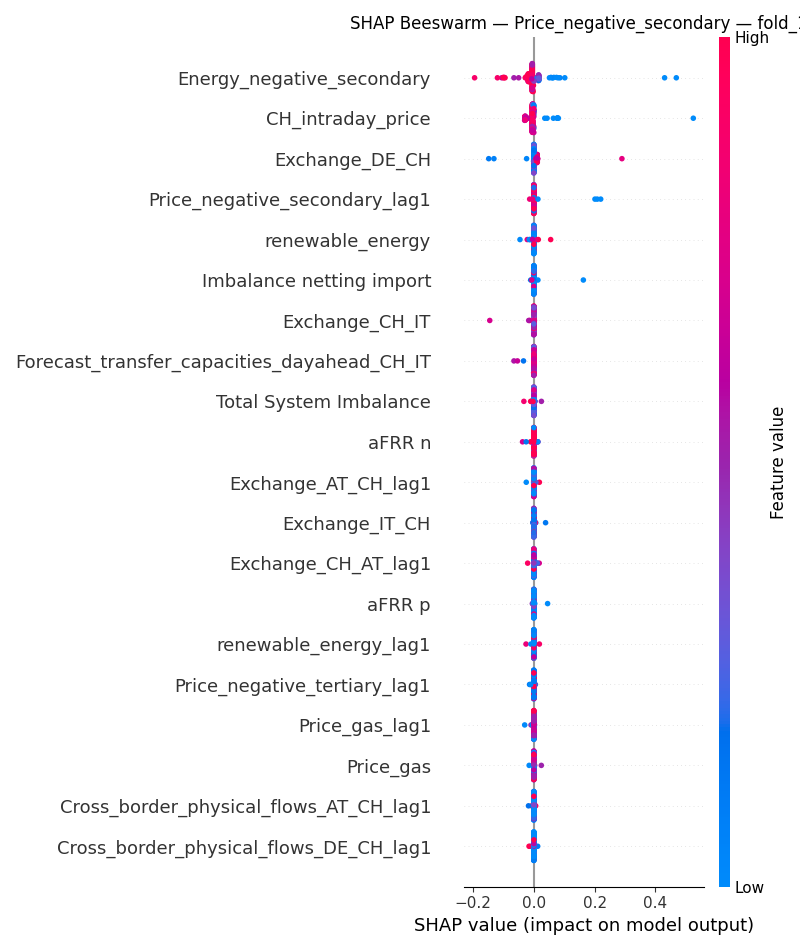 SHAP Beeswarm — Price_negative_secondary — fold_1
High
Energy_negative_secondary
CH_intraday_price
Exchange_DE_CH
Price_negative_secondary_lag1
renewable_energy
Imbalance netting import
Exchange_CH_IT
Forecast_transfer_capacities_dayahead_CH_IT
Total System Imbalance
aFRR n
Exchange_AT_CH_lag1
Exchange_IT_CH
Exchange_CH_AT_lag1
aFRR p
renewable_energy_lag1
Price_negative_tertiary_lag1
Price_gas_lag1
Price_gas
Cross_border_physical_flows_AT_CH_lag1
Cross_border_physical_flows_DE_CH_lag1
Feature value
Low
−0.2 0.0 0.2 0.4
SHAP value (impact on model output)